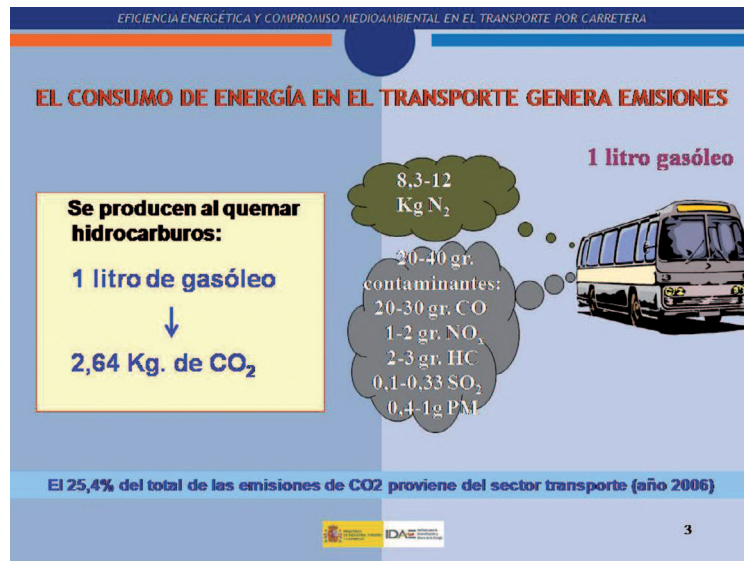 EFICIENCIA ENERGÉTICA Y COMPROMISO MEDIOAMBIENTAL EN EL TRANSPORTE POR CARRETERA
EL CONSUMO DE ENERGÍA EN EL TRANSPORTE GENERA EMISIONES
1 litro gasóleo
8,3-12
Kg N₂
Se producen al quemar
hidrocarburos:
1 litro de gasóleo
↓
2,64 Kg. de CO₂
20-40 gr.
contaminantes:
20-30 gr. CO
1-2 gr. NOₓ
2-3 gr. HC
0,1-0,33 SO₂
0,4-1g PM
El 25,4% del total de las emisiones de CO2 proviene del sector transporte (año 2006)
IDAE
3